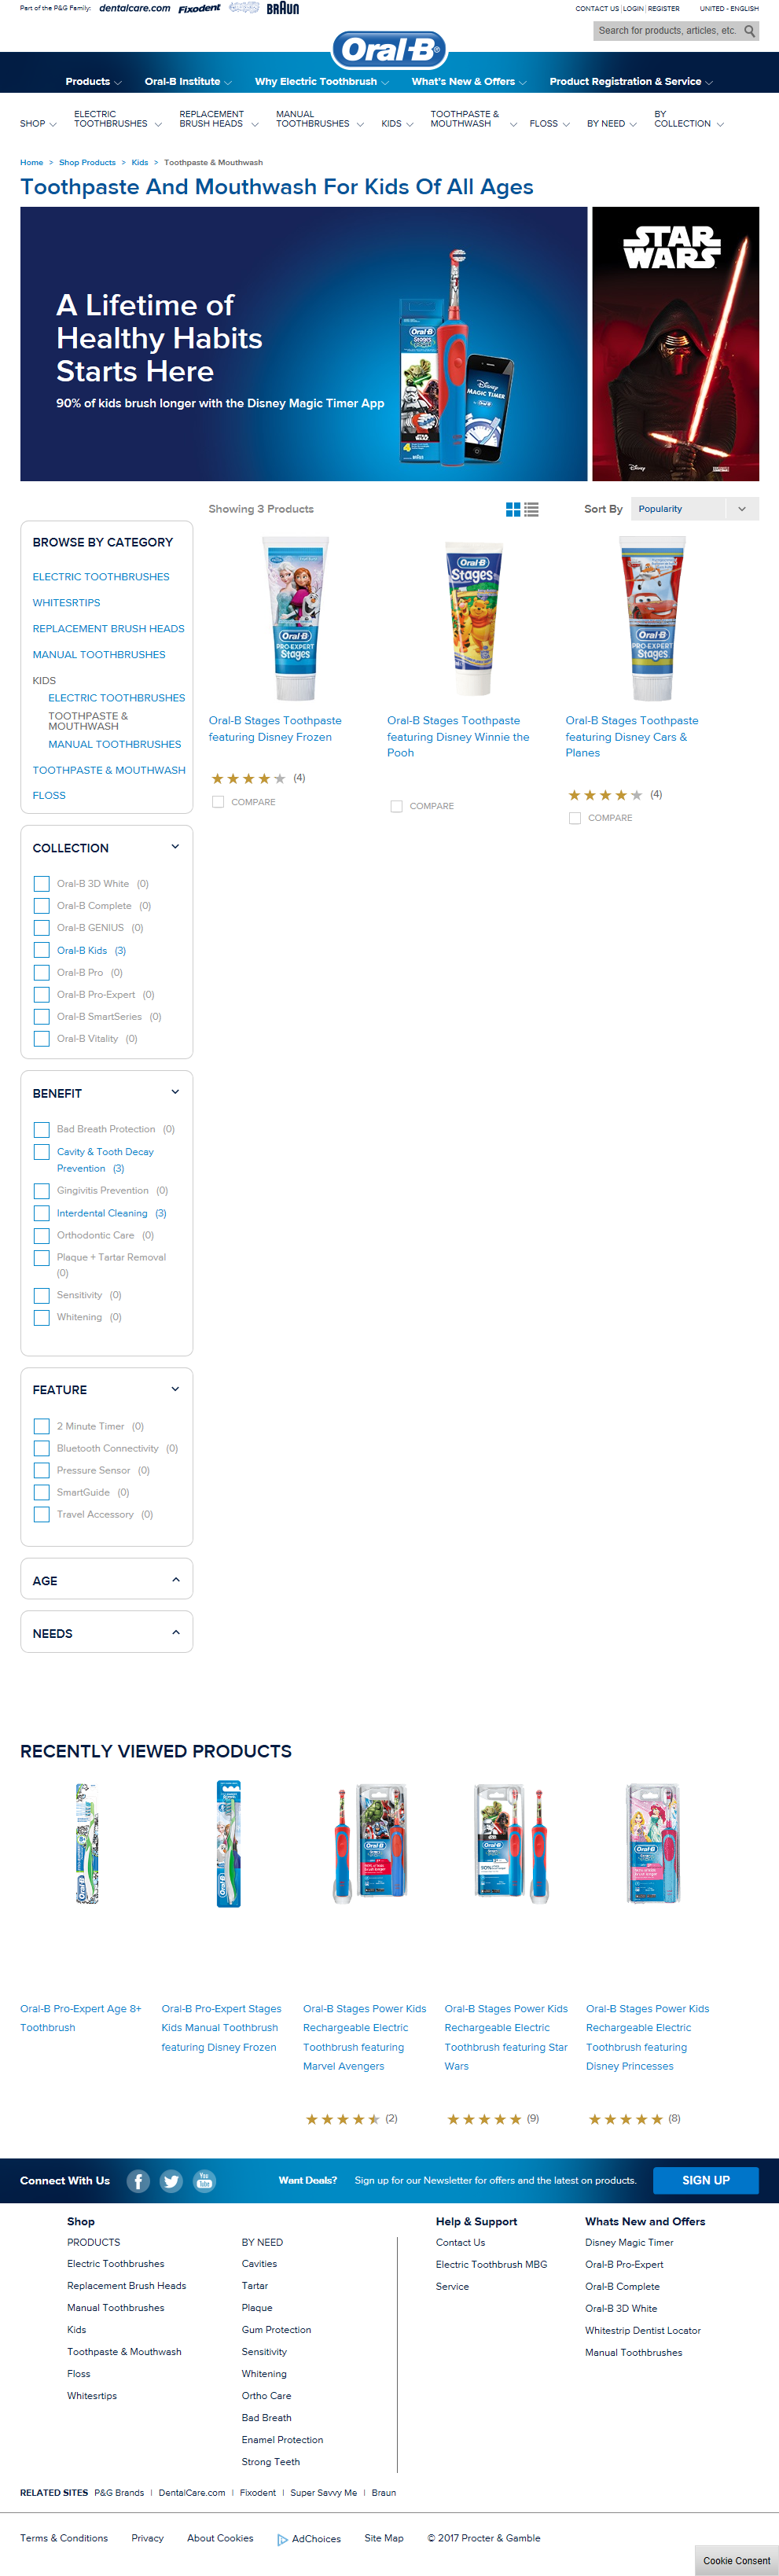 Part of the P&G Family: dentalcare.com Fixodent BRAUN
CONTACT US | LOGIN | REGISTER UNITED - ENGLISH
Search for products, articles, etc.
Oral-B
Products Oral-B Institute Why Electric Toothbrush What's New & Offers Product Registration & Service
SHOP ELECTRIC TOOTHBRUSHES REPLACEMENT BRUSH HEADS MANUAL TOOTHBRUSHES KIDS TOOTHPASTE & MOUTHWASH FLOSS BY NEED BY COLLECTION
Home > Shop Products > Kids > Toothpaste & Mouthwash
Toothpaste And Mouthwash For Kids Of All Ages
A Lifetime of
Healthy Habits
Starts Here
90% of kids brush longer with the Disney Magic Timer App
Oral-B
Stages
Disney
MAGIC TIMER
STAR
WARS
Disney
Showing 3 Products
Sort By Popularity
BROWSE BY CATEGORY
ELECTRIC TOOTHBRUSHES
WHITESRTIPS
REPLACEMENT BRUSH HEADS
MANUAL TOOTHBRUSHES
KIDS
ELECTRIC TOOTHBRUSHES
TOOTHPASTE &
MOUTHWASH
MANUAL TOOTHBRUSHES
TOOTHPASTE & MOUTHWASH
FLOSS
Oral-B
PRO-EXPERT
Stages
Oral-B Stages Toothpaste
featuring Disney Frozen
(4)
COMPARE
Oral-B
Stages
Oral-B Stages Toothpaste
featuring Disney Winnie the
Pooh
COMPARE
Oral-B
PRO-EXPERT
Stages
Oral-B Stages Toothpaste
featuring Disney Cars &
Planes
(4)
COMPARE
COLLECTION
Oral-B 3D White (0)
Oral-B Complete (0)
Oral-B GENIUS (0)
Oral-B Kids (3)
Oral-B Pro (0)
Oral-B Pro-Expert (0)
Oral-B SmartSeries (0)
Oral-B Vitality (0)
BENEFIT
Bad Breath Protection (0)
Cavity & Tooth Decay
Prevention (3)
Gingivitis Prevention (0)
Interdental Cleaning (3)
Orthodontic Care (0)
Plaque + Tartar Removal
(0)
Sensitivity (0)
Whitening (0)
FEATURE
2 Minute Timer (0)
Bluetooth Connectivity (0)
Pressure Sensor (0)
SmartGuide (0)
Travel Accessory (0)
AGE
NEEDS
RECENTLY VIEWED PRODUCTS
Oral-B Pro-Expert Age 8+
Toothbrush
Oral-B Pro-Expert Stages
Kids Manual Toothbrush
featuring Disney Frozen
Oral-B Stages Power Kids
Rechargeable Electric
Toothbrush featuring
Marvel Avengers
(2)
Oral-B Stages Power Kids
Rechargeable Electric
Toothbrush featuring Star
Wars
(9)
Oral-B Stages Power Kids
Rechargeable Electric
Toothbrush featuring
Disney Princesses
(8)
Connect With Us
You
Tube
Want Deals? Sign up for our Newsletter for offers and the latest on products.
SIGN UP
Shop
PRODUCTS
Electric Toothbrushes
Replacement Brush Heads
Manual Toothbrushes
Kids
Toothpaste & Mouthwash
Floss
Whitesrtips
BY NEED
Cavities
Tartar
Plaque
Gum Protection
Sensitivity
Whitening
Ortho Care
Bad Breath
Enamel Protection
Strong Teeth
Help & Support
Contact Us
Electric Toothbrush MBG
Service
Whats New and Offers
Disney Magic Timer
Oral-B Pro-Expert
Oral-B Complete
Oral-B 3D White
Whitestrip Dentist Locator
Manual Toothbrushes
RELATED SITES P&G Brands | DentalCare.com | Fixodent | Super Savvy Me | Braun
Terms & Conditions Privacy About Cookies AdChoices Site Map © 2017 Procter & Gamble
Cookie Consent